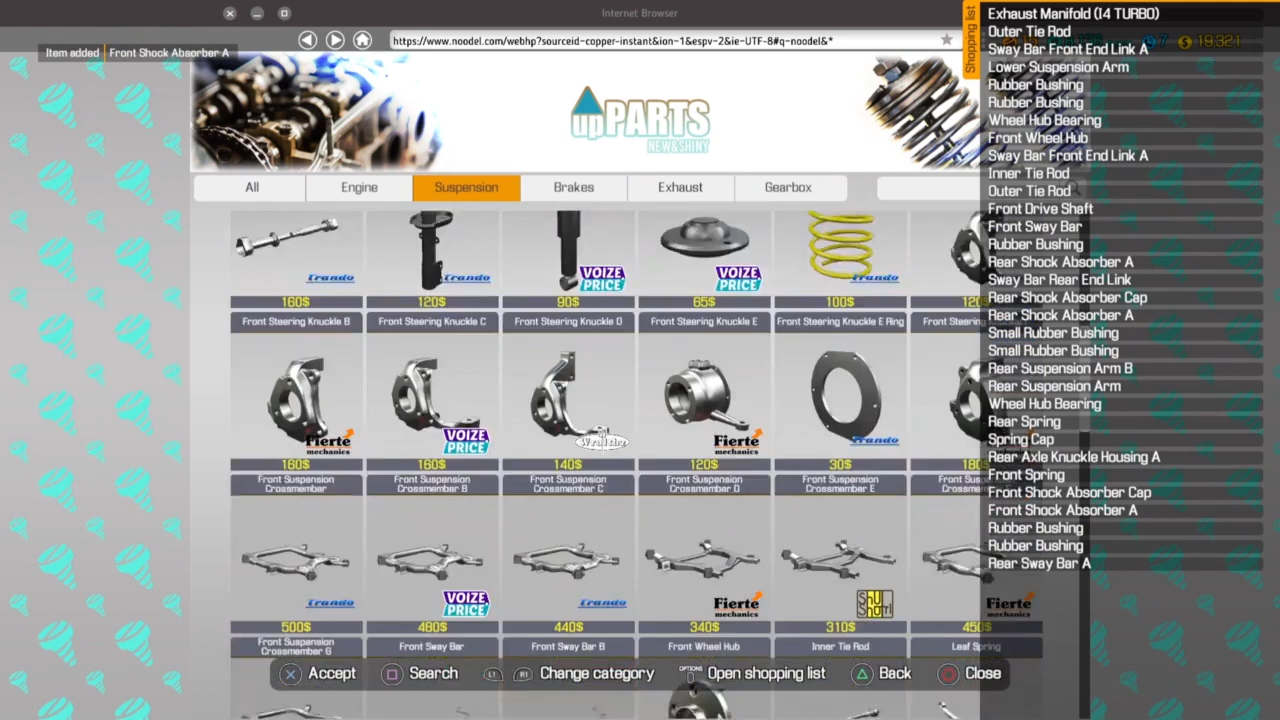 Internet Browser
https://www.noodel.com/webhp?sourceid-copper-instant&ion-1&espv-2&ie-UTF-8#q-noodel&*
Item added
Front Shock Absorber A
upPARTS
NEW&SHINY
All
Engine
Suspension
Brakes
Exhaust
Gearbox
Trando
Trando
VOIZE PRICE
VOIZE PRICE
Trando
160$
120$
90$
65$
100$
120$
Front Steering Knuckle B
Front Steering Knuckle C
Front Steering Knuckle D
Front Steering Knuckle E
Front Steering Knuckle E Ring
Front Steering
Fierte mechanics
VOIZE PRICE
Fierte mechanics
Trando
160$
160$
140$
120$
30$
180$
Front Suspension Crossmember
Front Suspension Crossmember B
Front Suspension Crossmember C
Front Suspension Crossmember D
Front Suspension Crossmember E
Trando
VOIZE PRICE
Trando
Fierte mechanics
Fierte mechanics
500$
480$
440$
340$
310$
450$
Front Suspension Crossmember G
Front Sway Bar
Front Sway Bar B
Front Wheel Hub
Inner Tie Rod
Leaf Spring
Accept
Search
L1
R1
Change category
OPTIONS
Open shopping list
Back
Close
Shopping list
19,321
Exhaust Manifold (I4 TURBO)
Outer Tie Rod
Sway Bar Front End Link A
Lower Suspension Arm
Rubber Bushing
Rubber Bushing
Wheel Hub Bearing
Front Wheel Hub
Sway Bar Front End Link A
Inner Tie Rod
Outer Tie Rod
Front Drive Shaft
Front Sway Bar
Rubber Bushing
Rear Shock Absorber A
Sway Bar Rear End Link
Rear Shock Absorber Cap
Rear Shock Absorber A
Small Rubber Bushing
Small Rubber Bushing
Rear Suspension Arm B
Rear Suspension Arm
Wheel Hub Bearing
Rear Spring
Spring Cap
Rear Axle Knuckle Housing A
Front Spring
Front Shock Absorber Cap
Front Shock Absorber A
Rubber Bushing
Rubber Bushing
Rear Sway Bar A